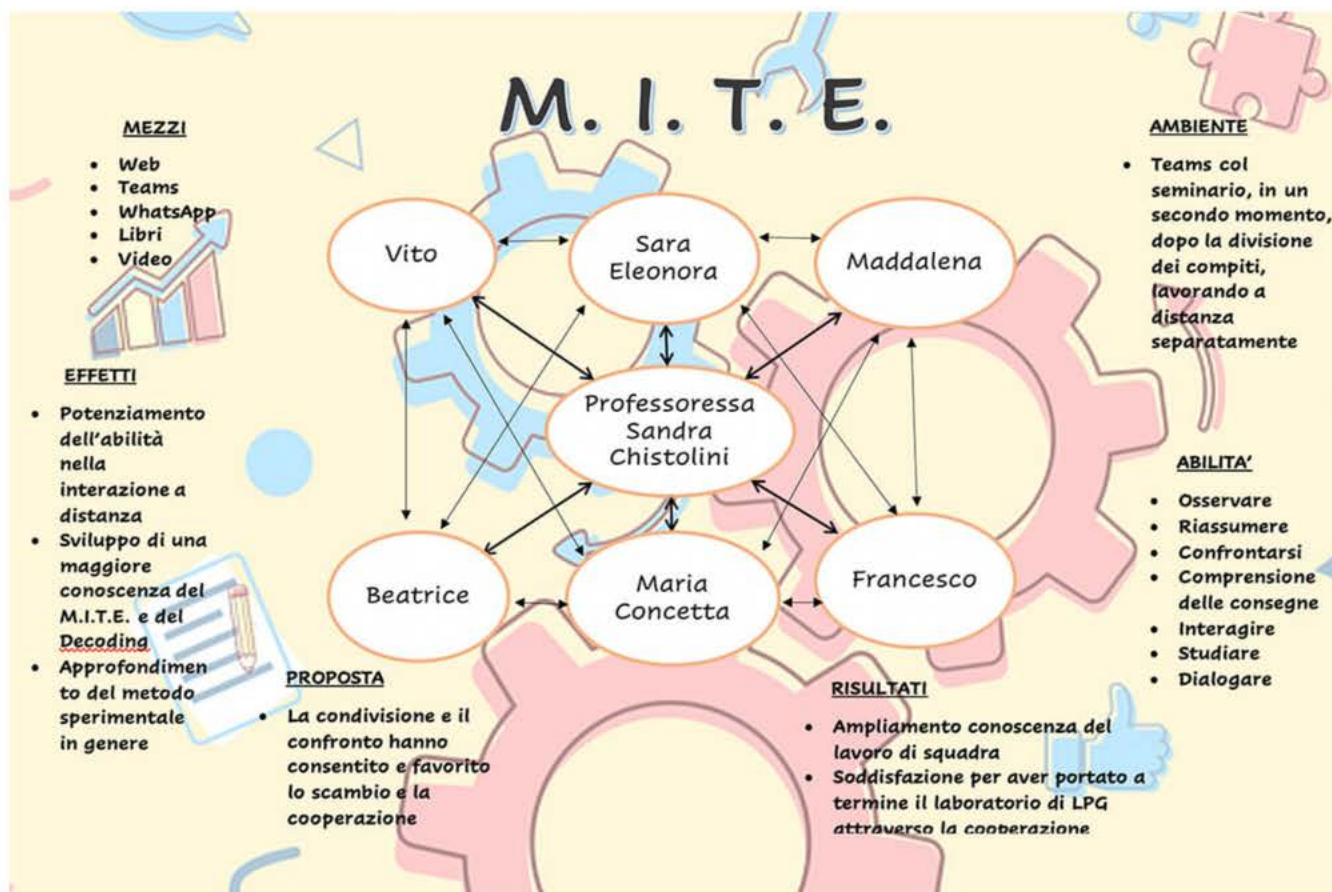 M. I. T. E.
MEZZI
• Web
• Teams
• WhatsApp
• Libri
• Video
EFFETTI
• Potenziamento
dell'abilità
nella
interazione a
distanza
• Sviluppo di una
maggiore
conoscenza del
M.I.T.E. e del
Decoding
• Approfondimen
to del metodo
sperimentale
in genere
Vito
Sara
Eleonora
Maddalena
Professoressa
Sandra
Chistolini
Beatrice
Maria
Concetta
Francesco
PROPOSTA
• La condivisione e il
confronto hanno
consentito e favorito
lo scambio e la
cooperazione
AMBIENTE
• Teams col
seminario, in un
secondo momento,
dopo la divisione
dei compiti,
lavorando a
distanza
separatamente
ABILITA'
• Osservare
• Riassumere
• Confrontarsi
• Comprensione
delle consegne
• Interagire
• Studiare
• Dialogare
RISULTATI
• Ampliamento conoscenza del
lavoro di squadra
• Soddisfazione per aver portato a
termine il laboratorio di LPG
attraverso la cooperazione